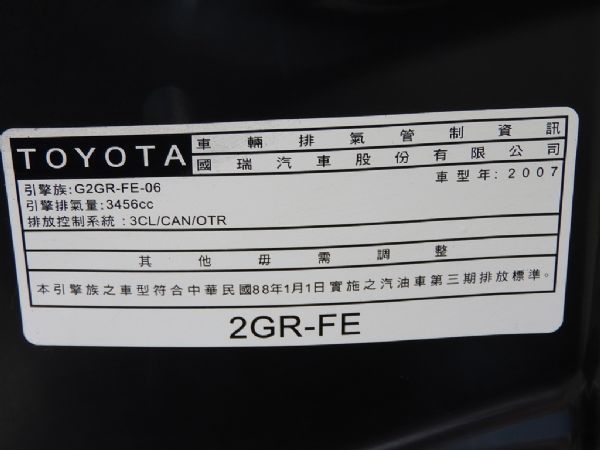 TOYOTA
車輛排氣管制資訊
國瑞汽車股份有限公司
車型年:2007
引擎族:G2GR-FE-06
引擎排氣量:3456cc
排放控制系統:3CL/CAN/OTR
其他毋需調整
本引擎族之車型符合中華民國88年1月1日實施之汽油車第三期排放標準。
2GR-FE